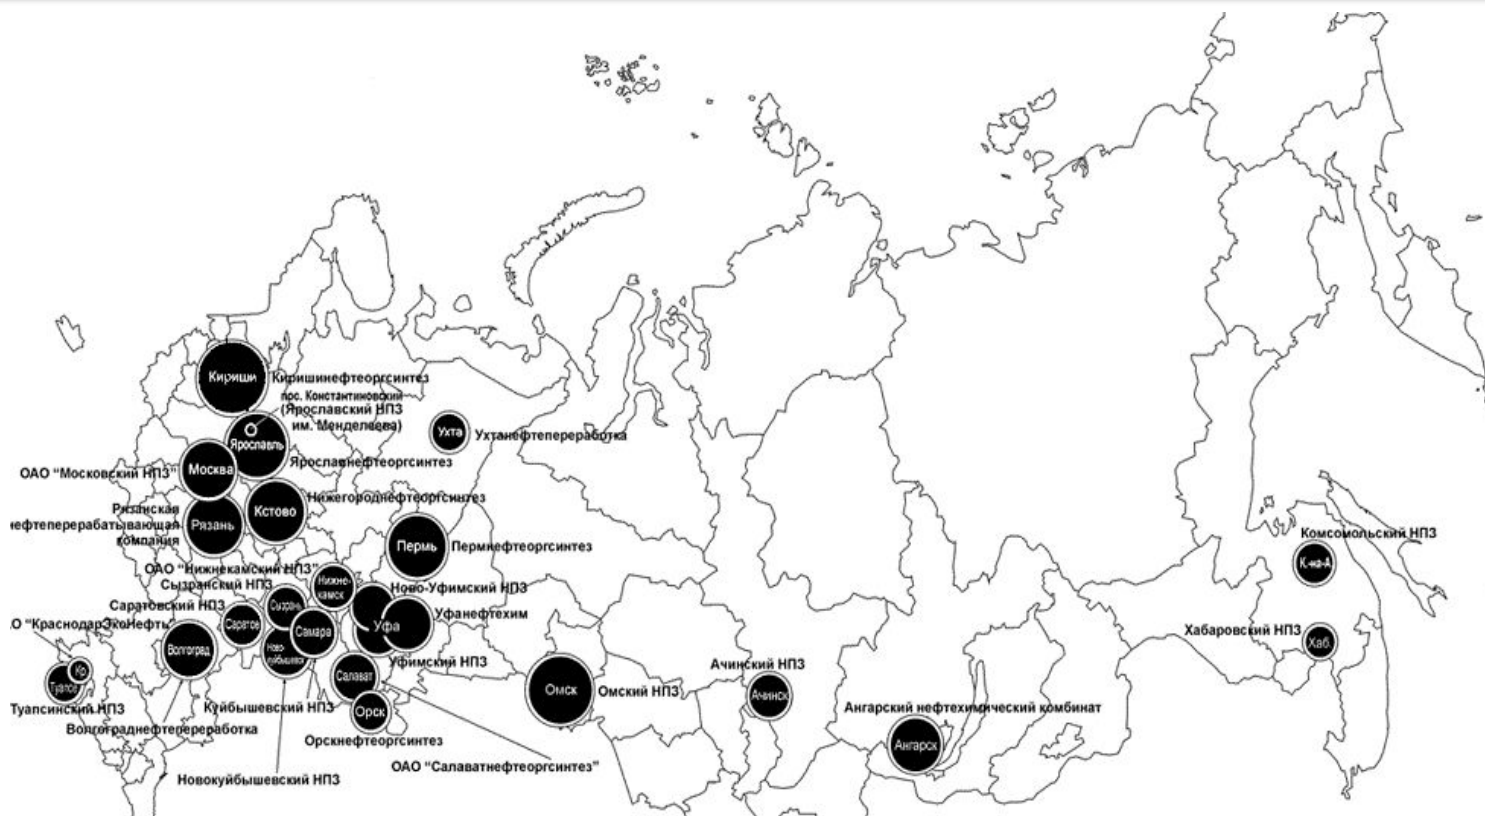 Кириши
Киришинефтеоргсинтез
пос. Константиновский
(Ярославский НПЗ
им. Менделеева)
Ухта
Ухтанефтепереработка
Ярославль
Ярославнефтеоргсинтез
Москва
ОАО “Московский НПЗ”
Кстово
Нижегороднефтеоргсинтез
Рязань
Рязанская
нефтеперерабатывающая
компания
Пермь
Пермнефтеоргсинтез
Комсомольский НПЗ
К.-на-А
ОАО “Нижнекамский НПЗ”
Нижне-
камск
Сызранский НПЗ
Сызрань
Ново-Уфимский НПЗ
Саратовский НПЗ
Саратов
Уфанефтехим
Уфа
О “КраснодарЭкоНефть”
Самара
Хабаровский НПЗ
Хаб.
Волгоград
Ново-
куйбышевск
Уфимский НПЗ
Ачинский НПЗ
Кр
Туапсе
Салават
Омск
Омский НПЗ
Ачинск
Туапсинский НПЗ
Куйбышевский НПЗ
Орск
Ангарский нефтехимический комбинат
Волгограднефтепереработка
Орскнефтеоргсинтез
Ангарск
ОАО “Салаватнефтеоргсинтез”
Новокуйбышевский НПЗ